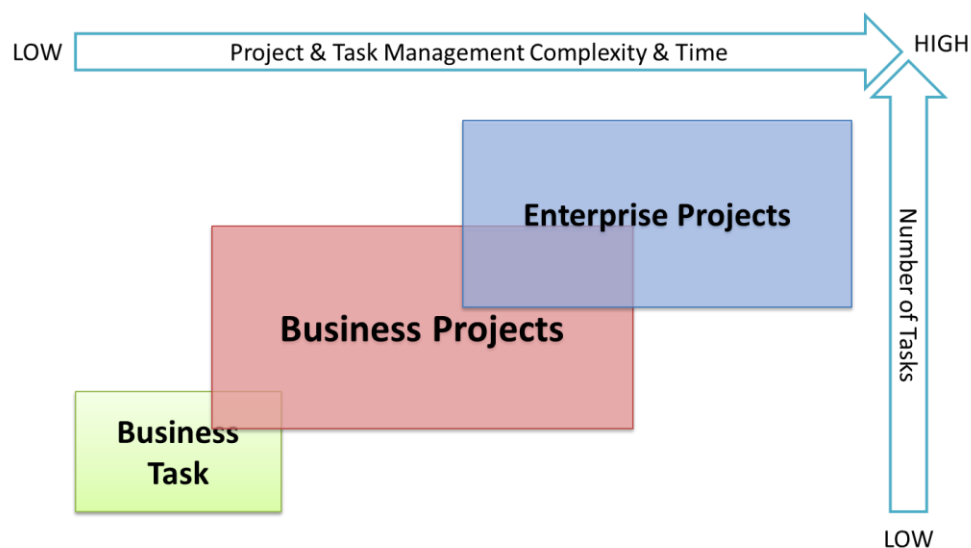 LOW
Project & Task Management Complexity & Time
HIGH
Enterprise Projects
Number of Tasks
Business Projects
Business
Task
LOW